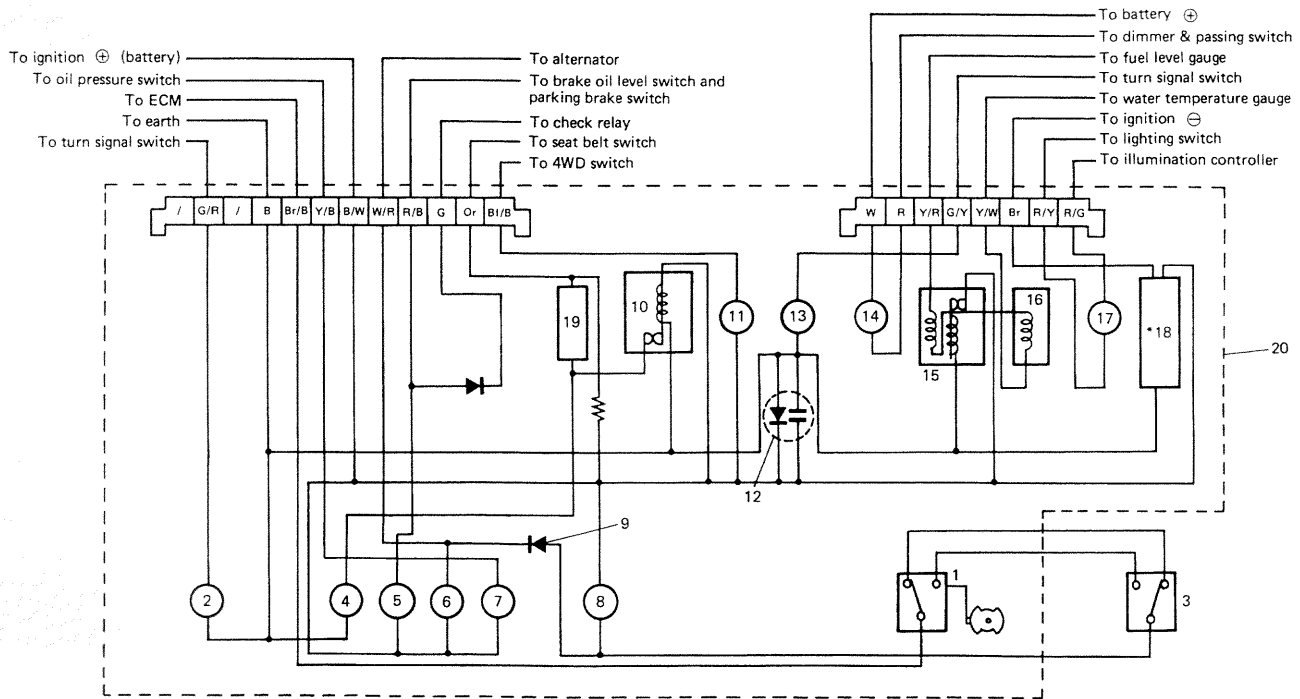 To ignition ⊕ (battery)
To oil pressure switch
To ECM
To earth
To turn signal switch
To alternator
To brake oil level switch and
parking brake switch
To check relay
To seat belt switch
To 4WD switch
To battery ⊕
To dimmer & passing switch
To fuel level gauge
To turn signal switch
To water temperature gauge
To ignition ⊖
To lighting switch
To illumination controller
/ G/R / B Br/B Y/B B/W W/R R/B G Or Bl/B
W R Y/R G/Y Y/W Br R/Y R/G
19
10
11
13
14
15
16
17
*18
20
12
9
2
4
5
6
7
8
1
3